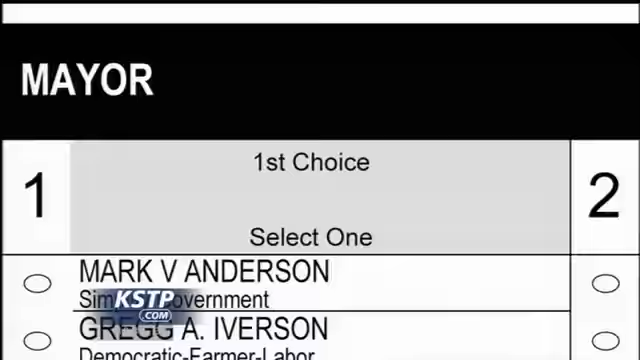 MAYOR
1st Choice
1
2
Select One
MARK V ANDERSON
KSTP
.COM
GREGG A. IVERSON
Democratic-Farmer-Labor